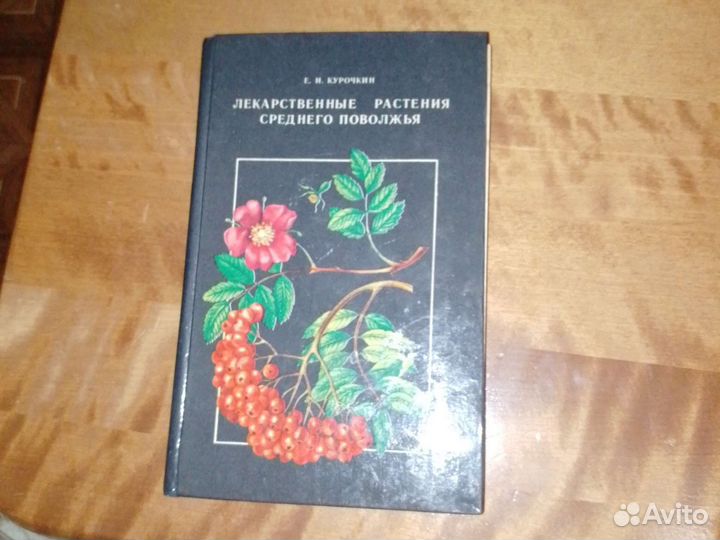 Е. И. КУРОЧКИН
ЛЕКАРСТВЕННЫЕ РАСТЕНИЯ
СРЕДНЕГО ПОВОЛЖЬЯ
Avito